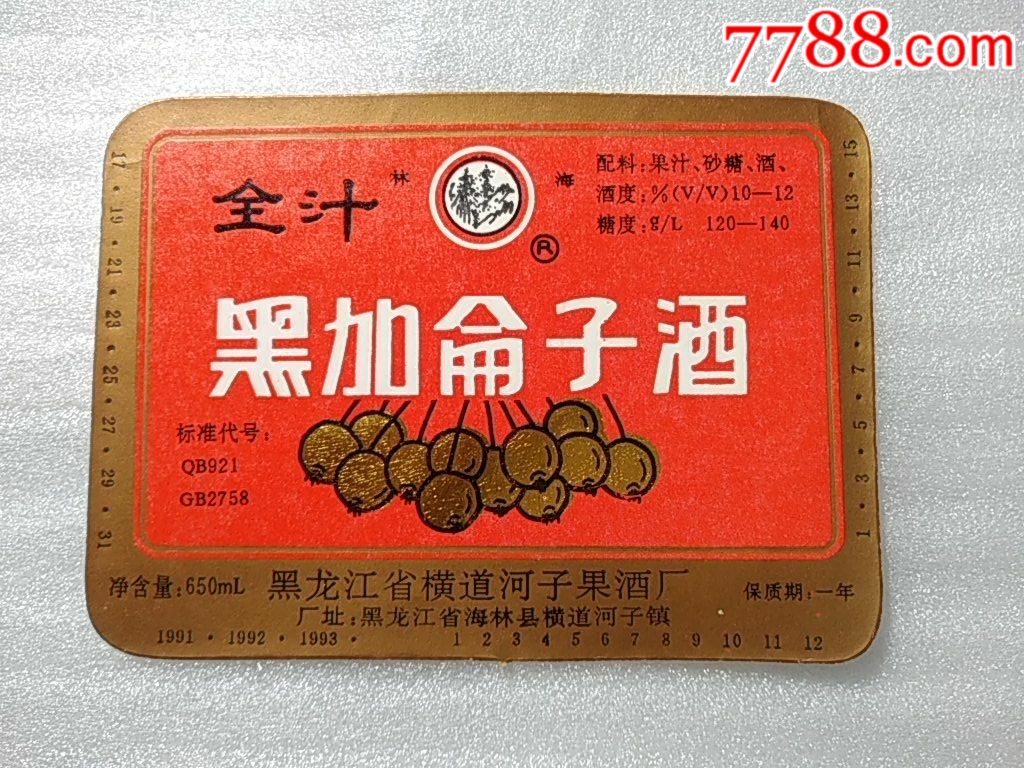 7788.com
全汁
林 海
®
配料:果汁、砂糖、酒、
酒度:%(V/V)10—12
糖度:g/L 120—140
黑加侖子酒
标准代号:
QB921
GB2758
17 · 19 · 21 · 23 · 25 · 27 · 29 · 31
1 · 3 · 5 · 7 · 9 · 11 · 13 · 15
净含量:650mL
黑龙江省横道河子果酒厂
保质期:一年
厂址:黑龙江省海林县横道河子镇
1991 · 1992 · 1993 · 1 2 3 4 5 6 7 8 9 10 11 12